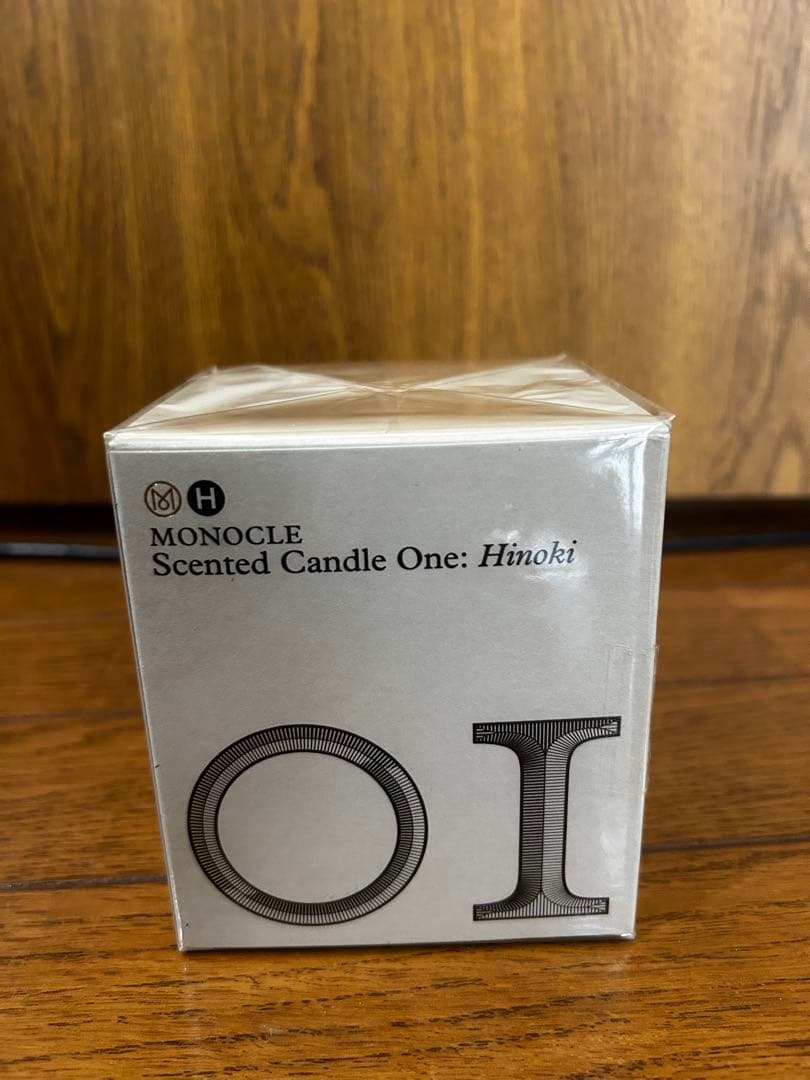 M H
MONOCLE
Scented Candle One: Hinoki
01